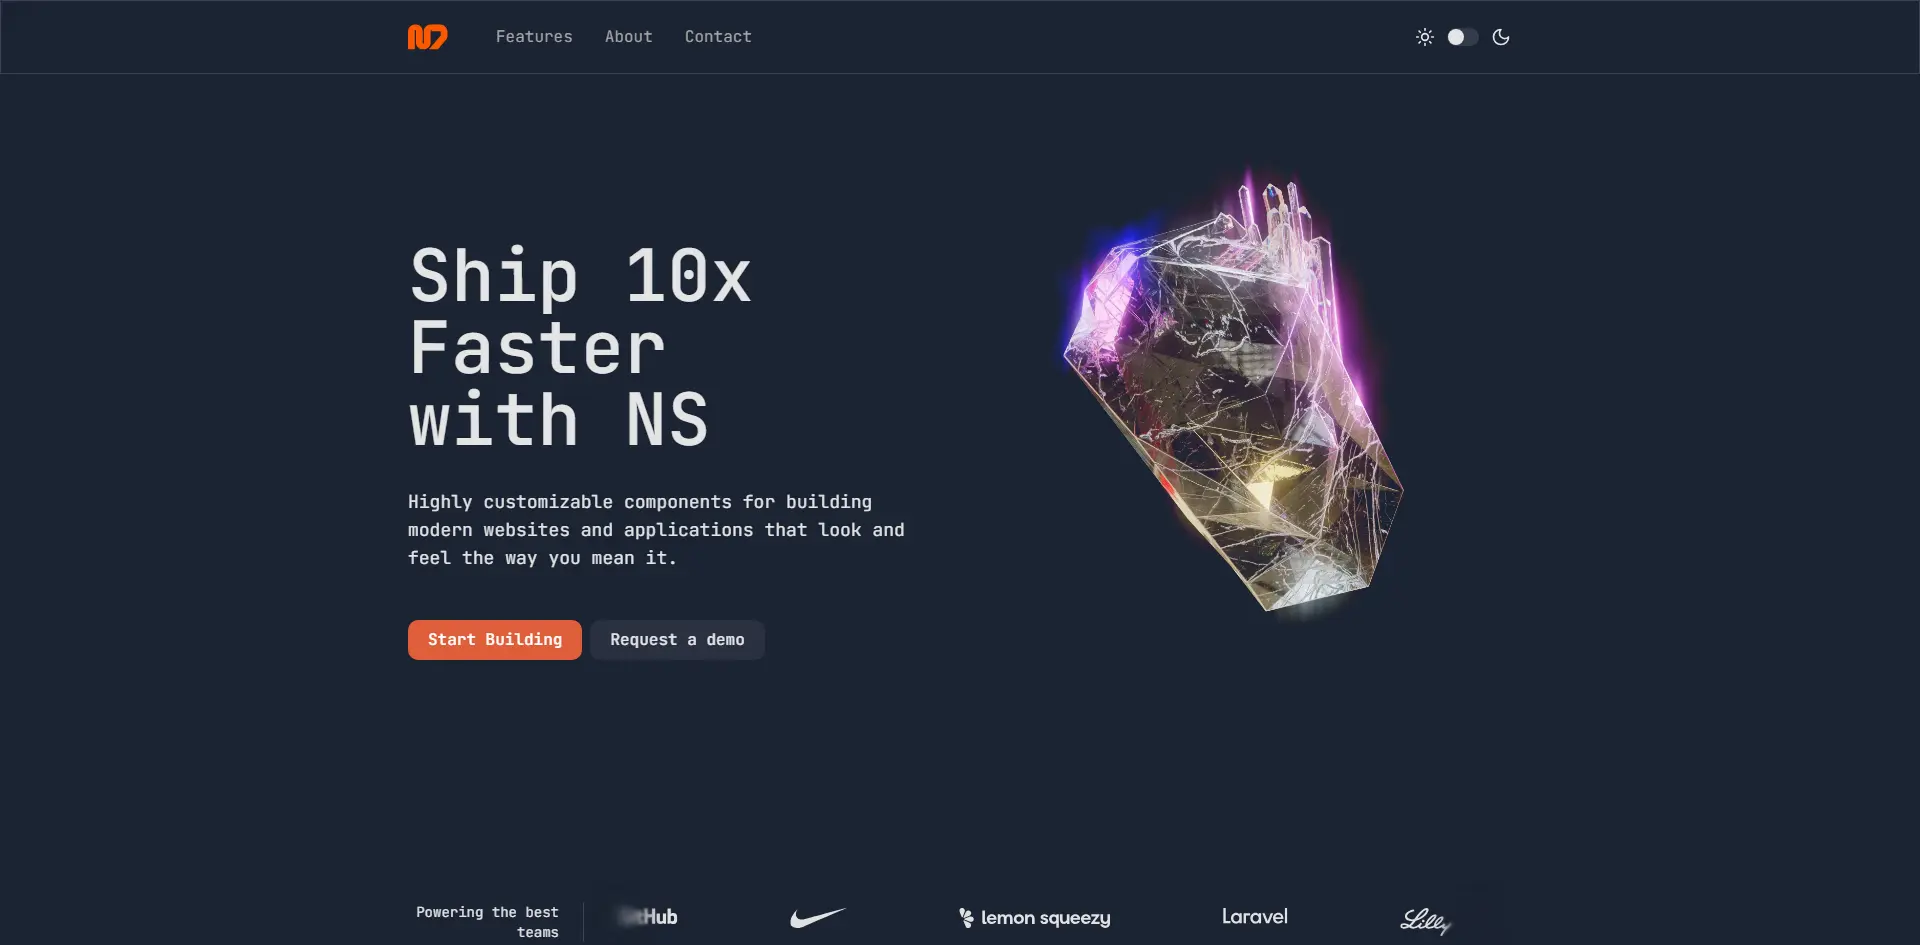 Features
About
Contact
Ship 10x
Faster
with NS
Highly customizable components for building
modern websites and applications that look and
feel the way you mean it.
Start Building
Request a demo
Powering the best
teams
GitHub
lemon squeezy
Laravel
Lilly